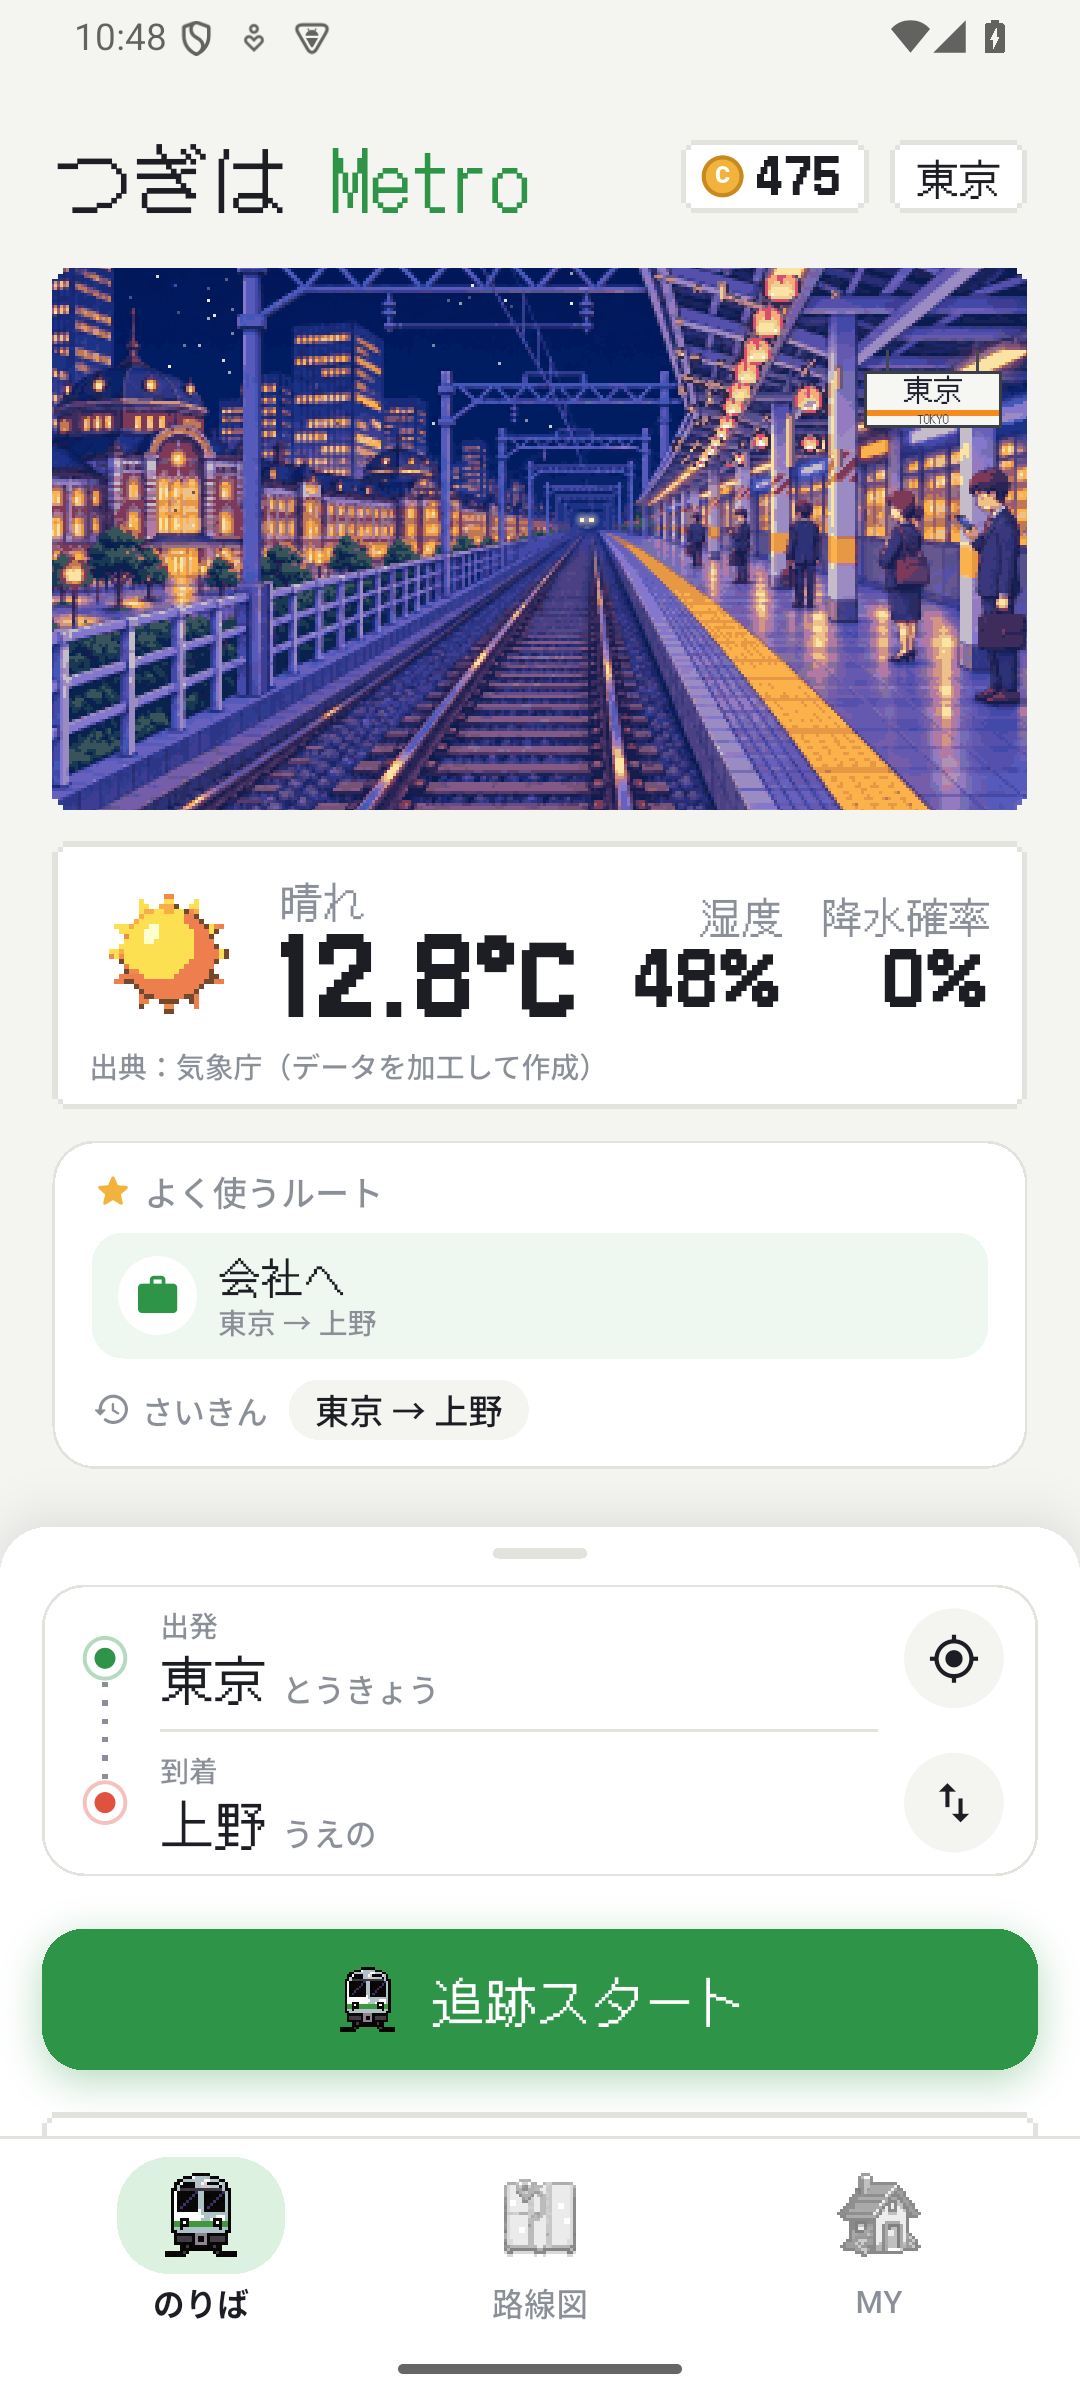 10:48
つぎは Metro
C 475
東京
東京
TOKYO
晴れ
12.8℃
湿度
48%
降水確率
0%
出典：気象庁（データを加工して作成）
よく使うルート
会社へ
東京 → 上野
さいきん
東京 → 上野
出発
東京 とうきょう
到着
上野 うえの
追跡スタート
のりば
路線図
MY